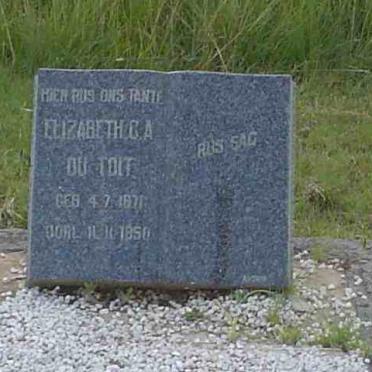 HIER RUS ONS TANTE
ELIZABETH C.A.
DU TOIT
GEB. 4.7.1871
OORL. 11.11.1950
RUS SAG